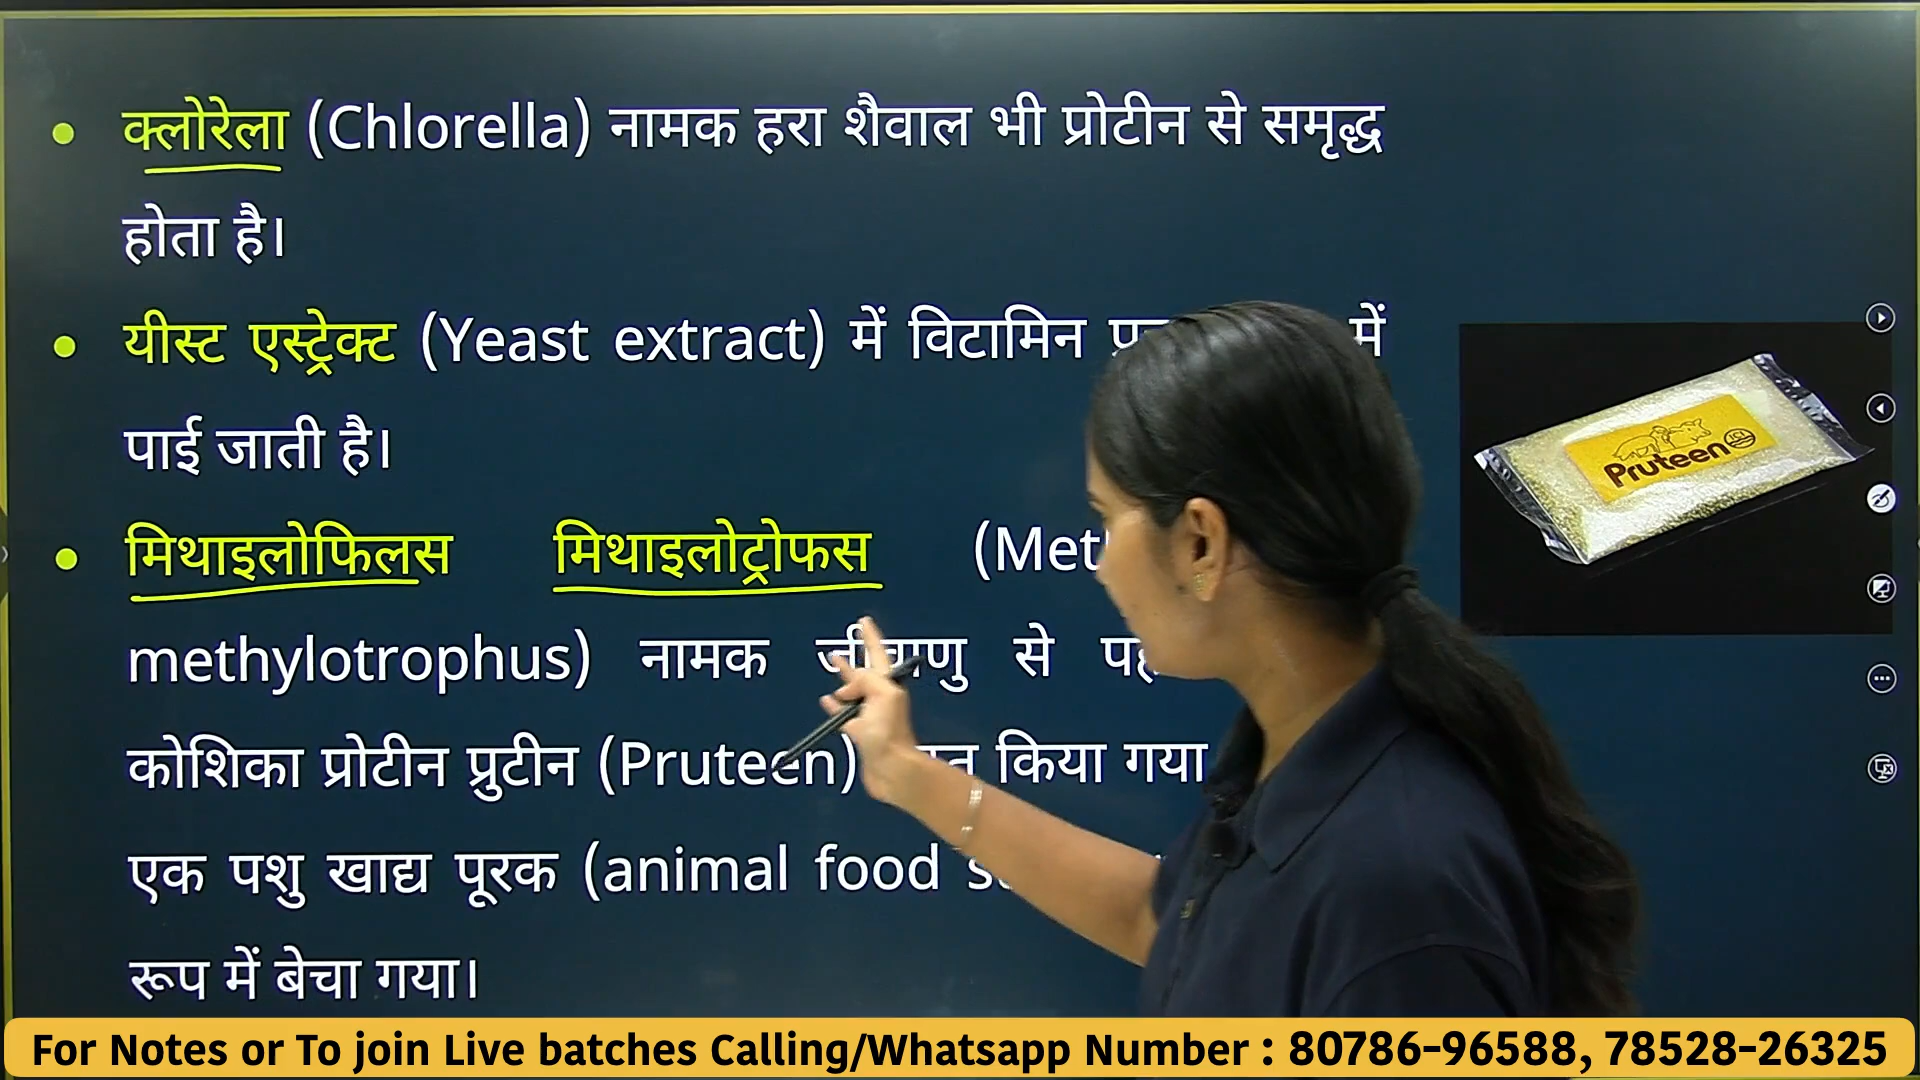 क्लोरेला (Chlorella) नामक हरा शैवाल भी प्रोटीन से समृद्ध
होता है।
यीस्ट एस्ट्रेक्ट (Yeast extract) में विटामिन में
पाई जाती है।
मिथाइलोफिलस मिथाइलोट्रोफस
methylotrophus) नामक जीवाणु से
कोशिका प्रोटीन प्रुटीन (Pruteen) किया गया
एक पशु खाद्य पूरक (animal food
रूप में बेचा गया।
Pruteen ICI
For Notes or To join Live batches Calling/Whatsapp Number : 80786-96588, 78528-26325